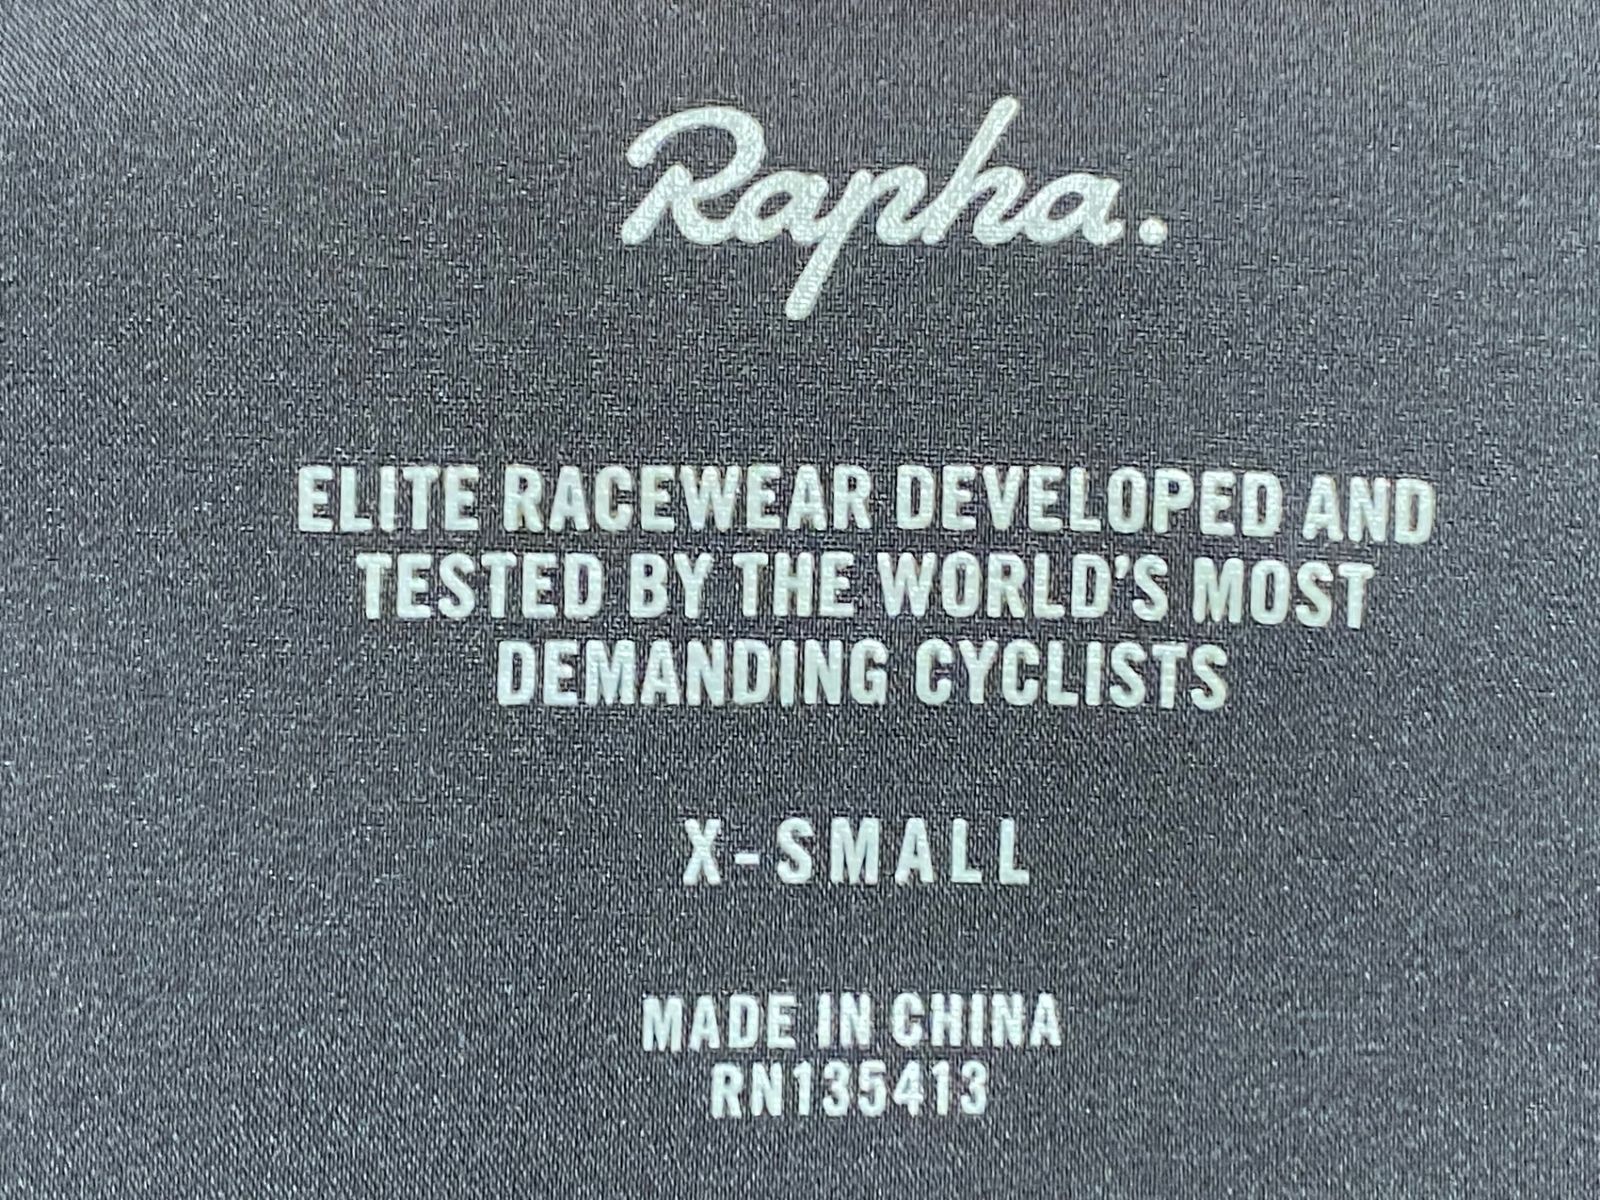 Rapha.
ELITE RACEWEAR DEVELOPED AND
TESTED BY THE WORLD'S MOST
DEMANDING CYCLISTS
X-SMALL
MADE IN CHINA
RN135413